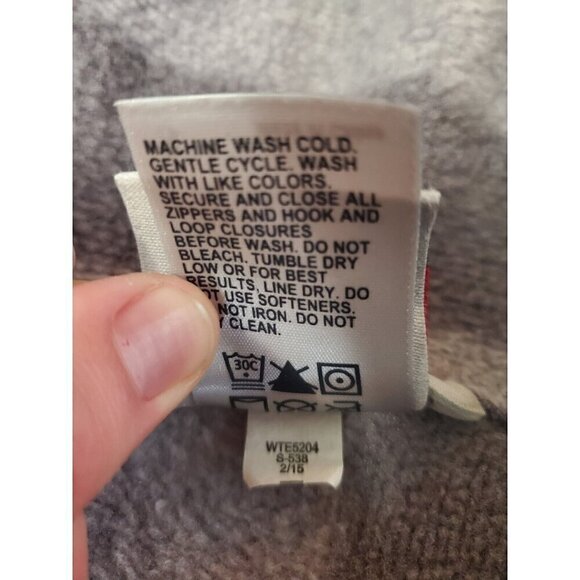 MACHINE WASH COLD.
GENTLE CYCLE. WASH
WITH LIKE COLORS.
SECURE AND CLOSE ALL
ZIPPERS AND HOOK AND
LOOP CLOSURES
BEFORE WASH. DO NOT
BLEACH. TUMBLE DRY
LOW OR FOR BEST
RESULTS, LINE DRY. DO
USE SOFTENERS.
NOT IRON. DO NOT
CLEAN.
30C
WTE5204
S-538
2/15